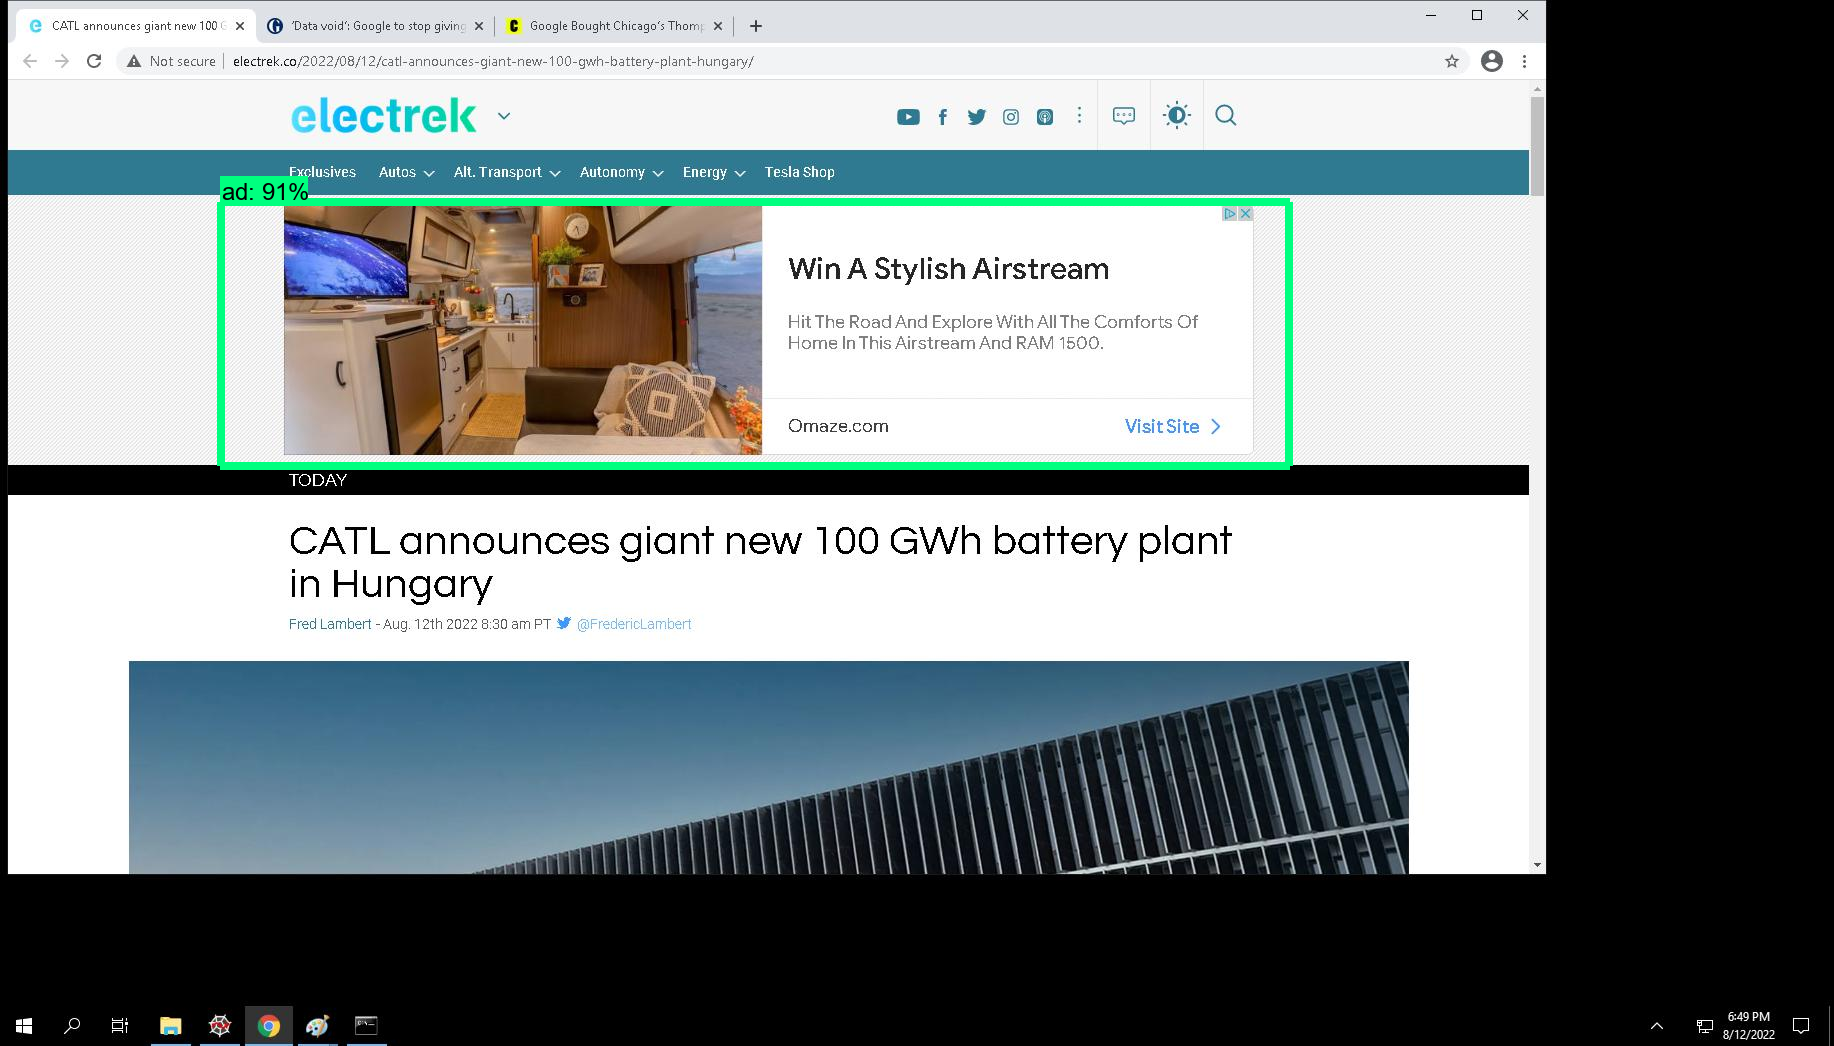 CATL announces giant new 100 G
'Data void': Google to stop giving
Google Bought Chicago's Thomp
Not secure
electrek.co/2022/08/12/catl-announces-giant-new-100-gwh-battery-plant-hungary/
electrek
Exclusives Autos Alt. Transport Autonomy Energy Tesla Shop
ad: 91%
Win A Stylish Airstream
Hit The Road And Explore With All The Comforts Of
Home In This Airstream And RAM 1500.
Omaze.com
Visit Site
TODAY
CATL announces giant new 100 GWh battery plant
in Hungary
Fred Lambert - Aug. 12th 2022 8:30 am PT @FredericLambert
6:49 PM
8/12/2022